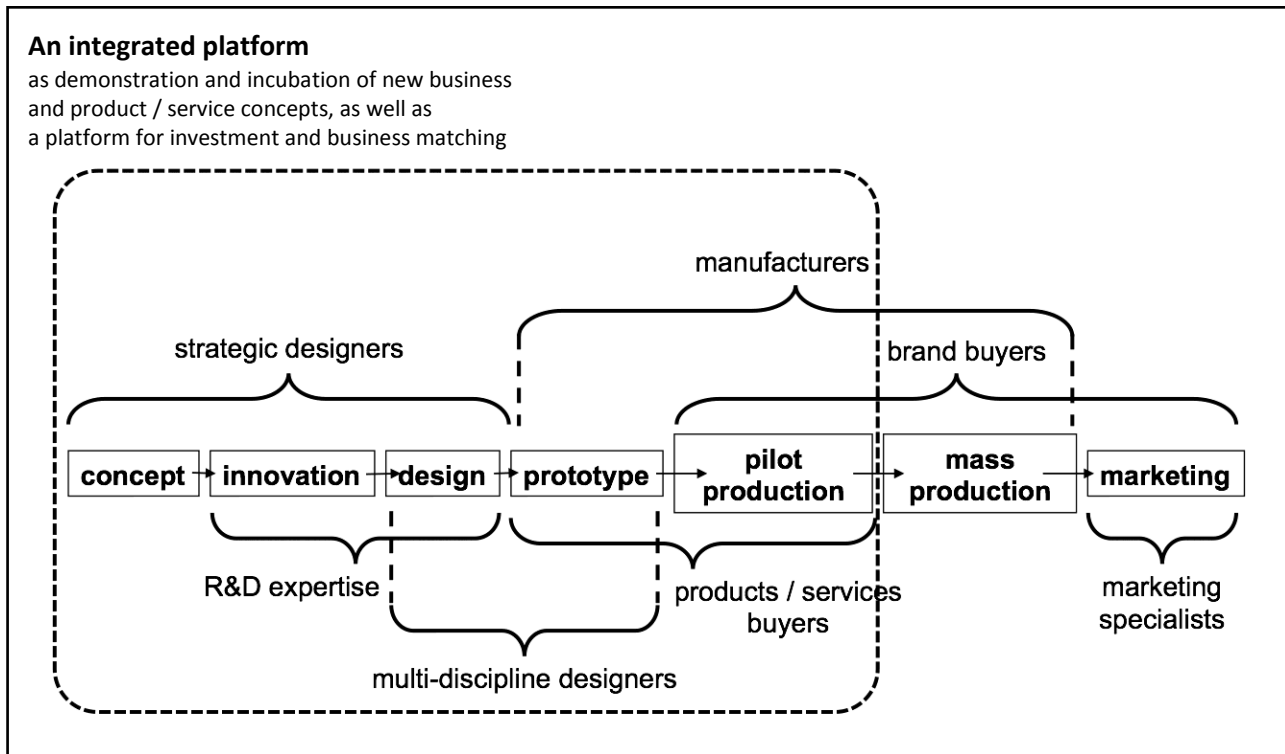 An integrated platform
as demonstration and incubation of new business
and product / service concepts, as well as
a platform for investment and business matching
manufacturers
strategic designers
brand buyers
concept
innovation
design
prototype
pilot
production
mass
production
marketing
R&D expertise
products / services
buyers
marketing
specialists
multi-discipline designers